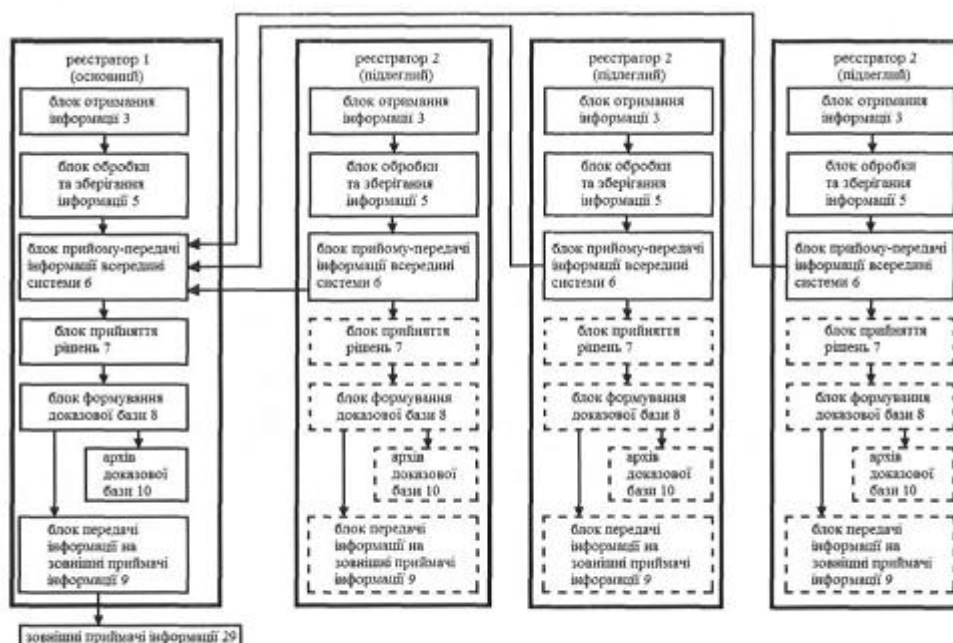 реєстратор 1
(основний)
блок отримання
інформації 3
блок обробки
та зберігання
інформації 5
блок прийому-передачі
інформації всередині
системи 6
блок прийняття
рішень 7
блок формування
доказової бази 8
архів
доказової
бази 10
блок передачі
інформації на
зовнішні приймачі
інформації 9
зовнішні приймачі інформації 29
реєстратор 2
(підлеглий)
блок отримання
інформації 3
блок обробки
та зберігання
інформації 5
блок прийому-передачі
інформації всередині
системи 6
блок прийняття
рішень 7
блок формування
доказової бази 8
архів
доказової
бази 10
блок передачі
інформації на
зовнішні приймачі
інформації 9
реєстратор 2
(підлеглий)
блок отримання
інформації 3
блок обробки
та зберігання
інформації 5
блок прийому-передачі
інформації всередині
системи 6
блок прийняття
рішень 7
блок формування
доказової бази 8
архів
доказової
бази 10
блок передачі
інформації на
зовнішні приймачі
інформації 9
реєстратор 2
(підлеглий)
блок отримання
інформації 3
блок обробки
та зберігання
інформації 5
блок прийому-передачі
інформації всередині
системи 6
блок прийняття
рішень 7
блок формування
доказової бази 8
архів
доказової
бази 10
блок передачі
інформації на
зовнішні приймачі
інформації 9